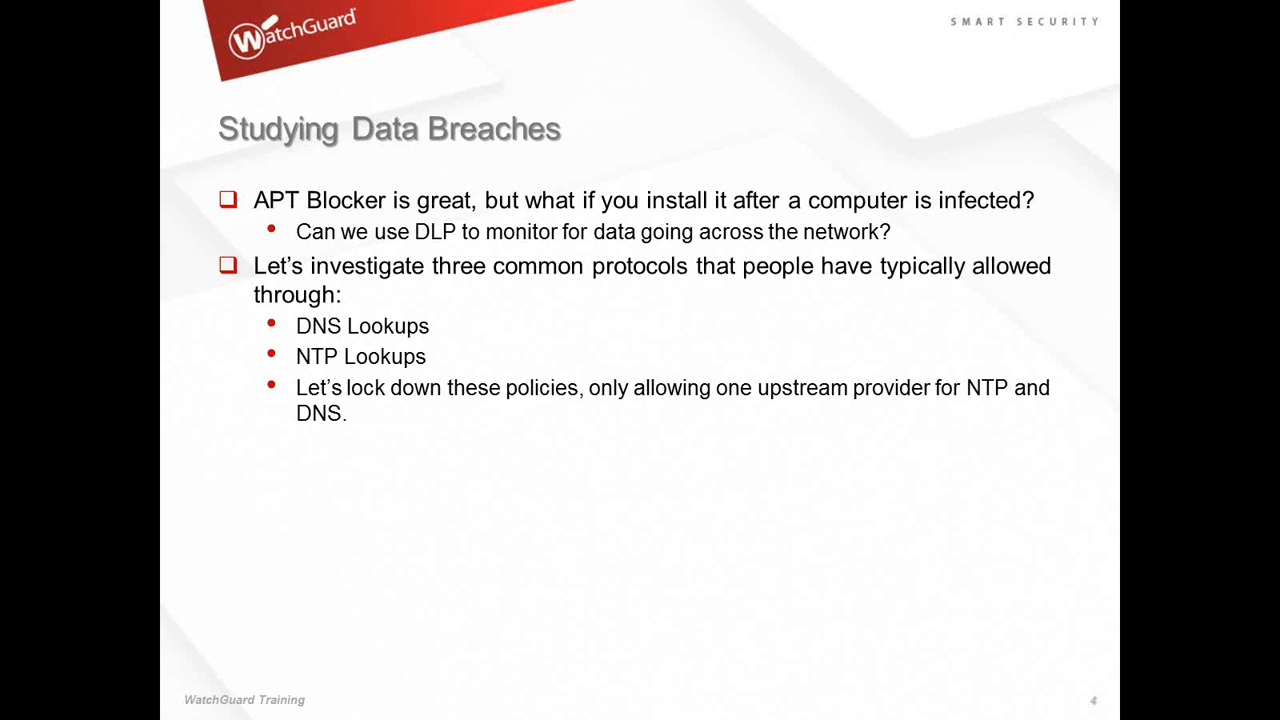 WatchGuard
SMART SECURITY
Studying Data Breaches
APT Blocker is great, but what if you install it after a computer is infected?
Can we use DLP to monitor for data going across the network?
Let’s investigate three common protocols that people have typically allowed
through:
DNS Lookups
NTP Lookups
Let’s lock down these policies, only allowing one upstream provider for NTP and
DNS.
WatchGuard Training
4